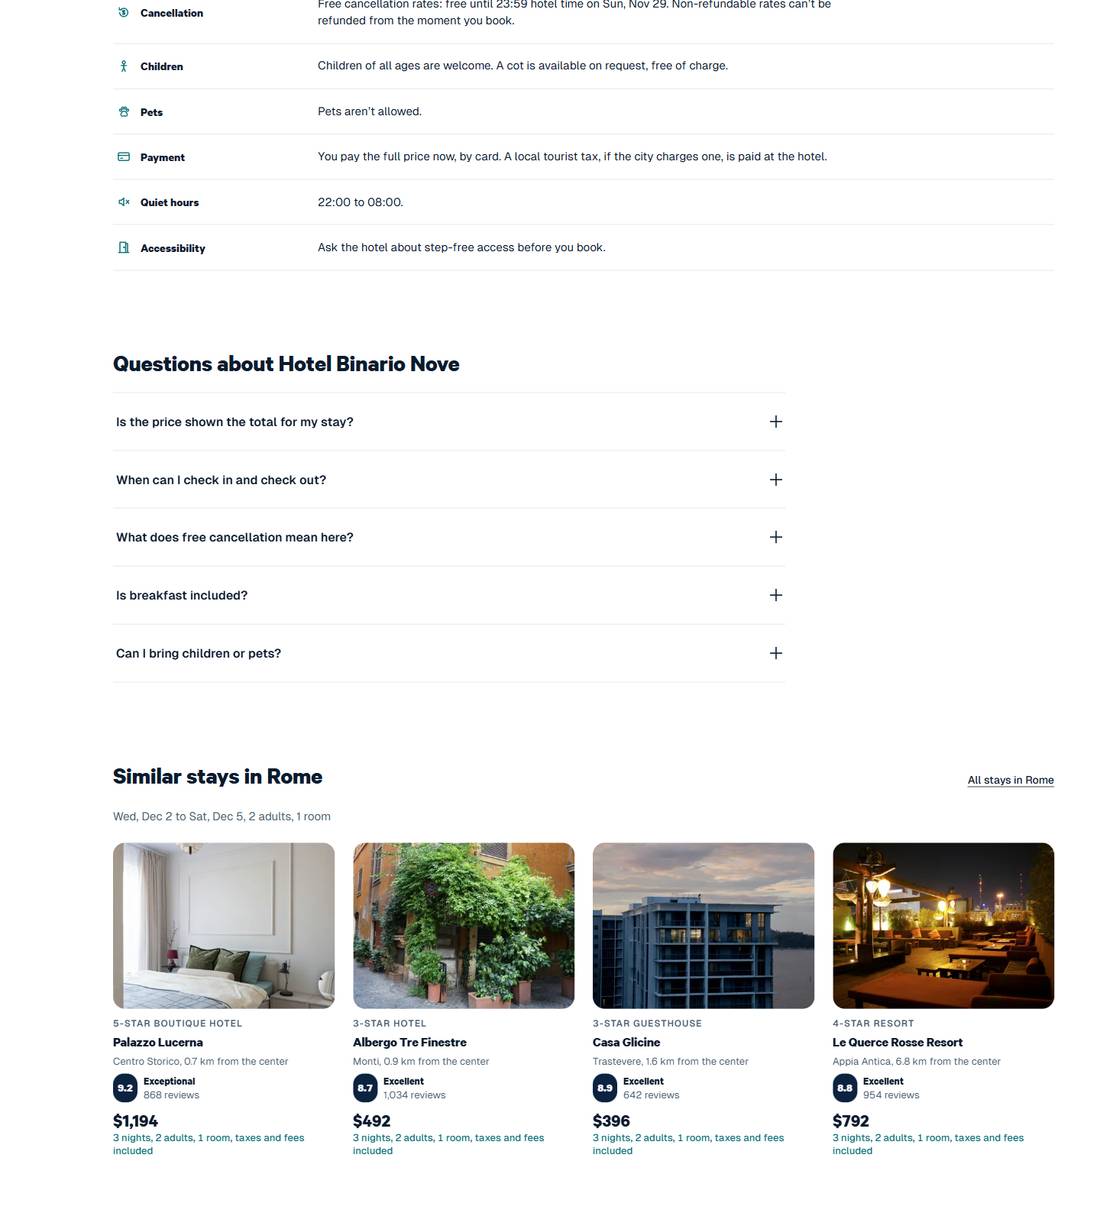 Free cancellation rates: free until 23:59 hotel time on Sun, Nov 29. Non-refundable rates can't be
Cancellation
refunded from the moment you book.
Children
Children of all ages are welcome. A cot is available on request, free of charge.
Pets
Pets aren't allowed.
Payment
You pay the full price now, by card. A local tourist tax, if the city charges one, is paid at the hotel.
Quiet hours
22:00 to 08:00.
Accessibility
Ask the hotel about step-free access before you book.
Questions about Hotel Binario Nove
Is the price shown the total for my stay?
When can I check in and check out?
What does free cancellation mean here?
Is breakfast included?
Can I bring children or pets?
Similar stays in Rome
All stays in Rome
Wed, Dec 2 to Sat, Dec 5, 2 adults, 1 room
5-STAR BOUTIQUE HOTEL
Palazzo Lucerna
Centro Storico, 0.7 km from the center
9.2
Exceptional
868 reviews
$1,194
3 nights, 2 adults, 1 room, taxes and fees
included
3-STAR HOTEL
Albergo Tre Finestre
Monti, 0.9 km from the center
8.7
Excellent
1,034 reviews
$492
3 nights, 2 adults, 1 room, taxes and fees
included
3-STAR GUESTHOUSE
Casa Glicine
Trastevere, 1.6 km from the center
8.9
Excellent
642 reviews
$396
3 nights, 2 adults, 1 room, taxes and fees
included
4-STAR RESORT
Le Querce Rosse Resort
Appia Antica, 6.8 km from the center
8.8
Excellent
954 reviews
$792
3 nights, 2 adults, 1 room, taxes and fees
included